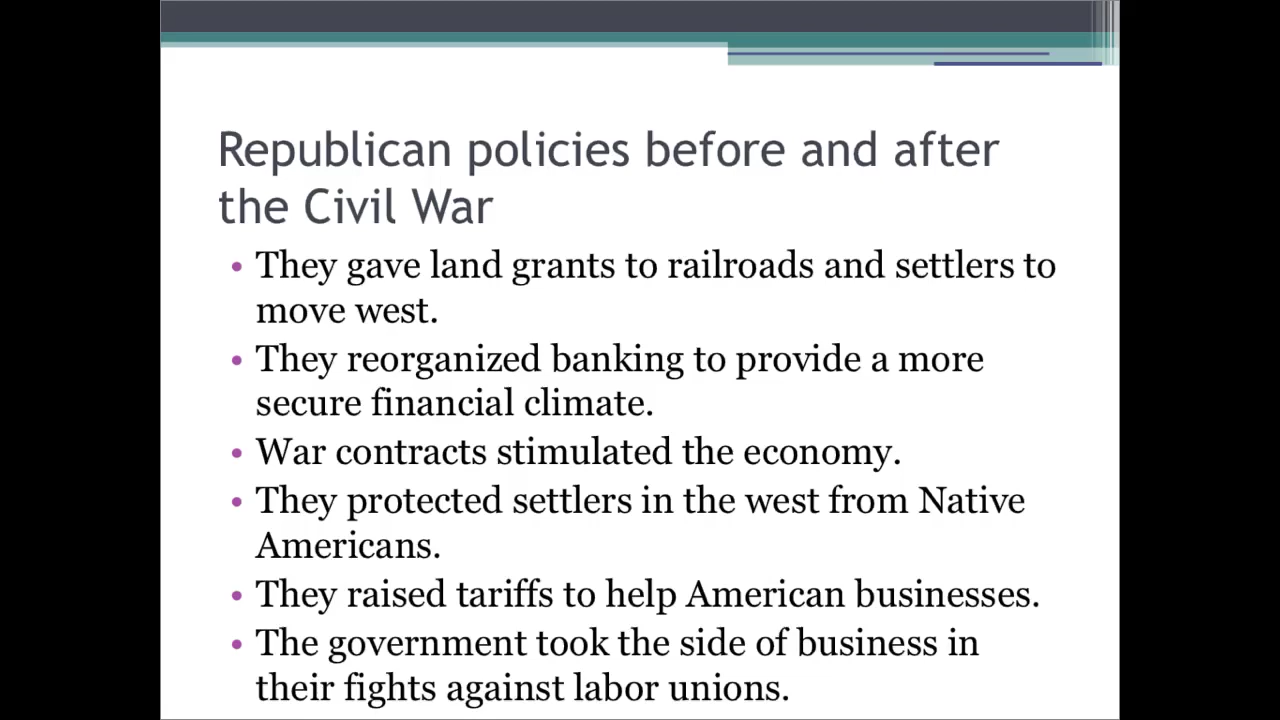 Republican policies before and after
the Civil War
• They gave land grants to railroads and settlers to
move west.
• They reorganized banking to provide a more
secure financial climate.
• War contracts stimulated the economy.
• They protected settlers in the west from Native
Americans.
• They raised tariffs to help American businesses.
• The government took the side of business in
their fights against labor unions.